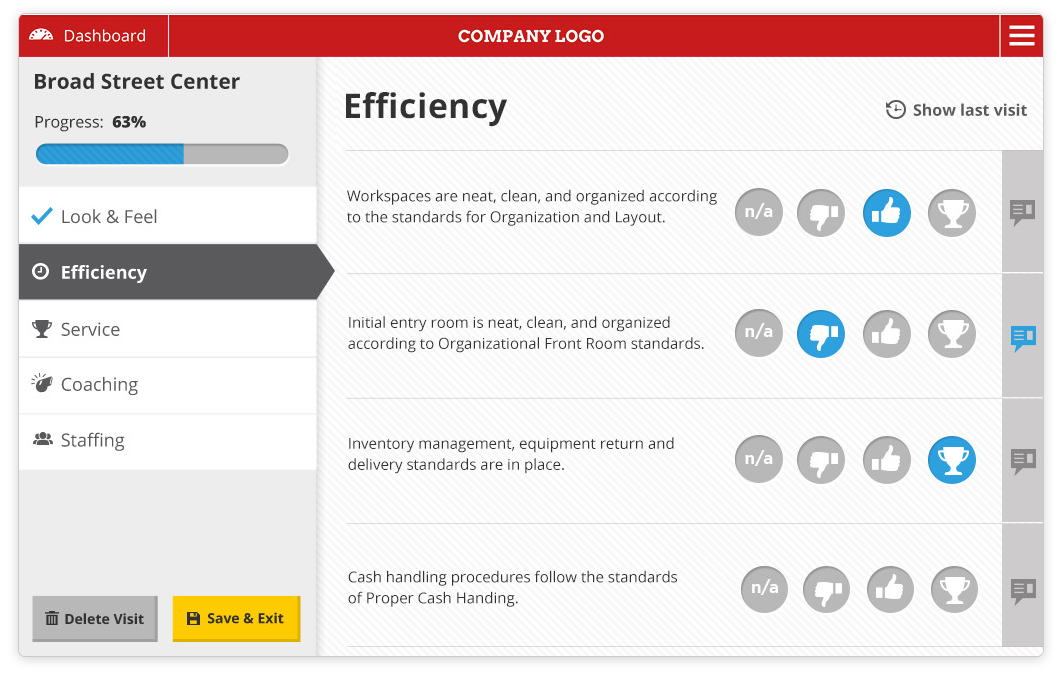 Dashboard
COMPANY LOGO
Broad Street Center
Progress: 63%
Look & Feel
Efficiency
Service
Coaching
Staffing
Delete Visit
Save & Exit
Efficiency
Show last visit
Workspaces are neat, clean, and organized according
to the standards for Organization and Layout.
n/a
Initial entry room is neat, clean, and organized
according to Organizational Front Room standards.
n/a
Inventory management, equipment return and
delivery standards are in place.
n/a
Cash handling procedures follow the standards
of Proper Cash Handing.
n/a